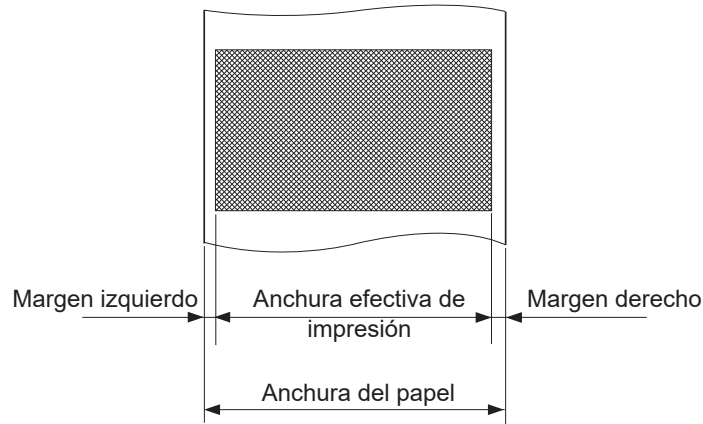 Margen izquierdo
Anchura efectiva de
impresión
Margen derecho
Anchura del papel